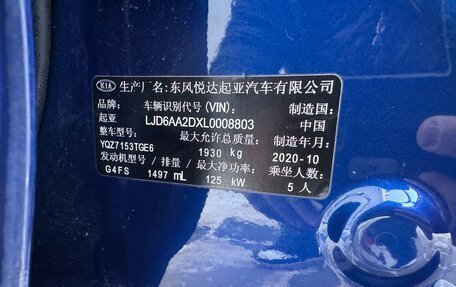 KIA 生产厂名:东风悦达起亚汽车有限公司
品牌: 车辆识别代号(VIN): 制造国:
起亚 LJD6AA2DXL0008803 中国
整车型号: 最大允许总质量: 制造年月:
YQZ7153TGE6 1930 kg 2020-10
发动机型号/排量/最大净功率: 乘坐人数:
G4FS 1497 mL 125 kW 5人